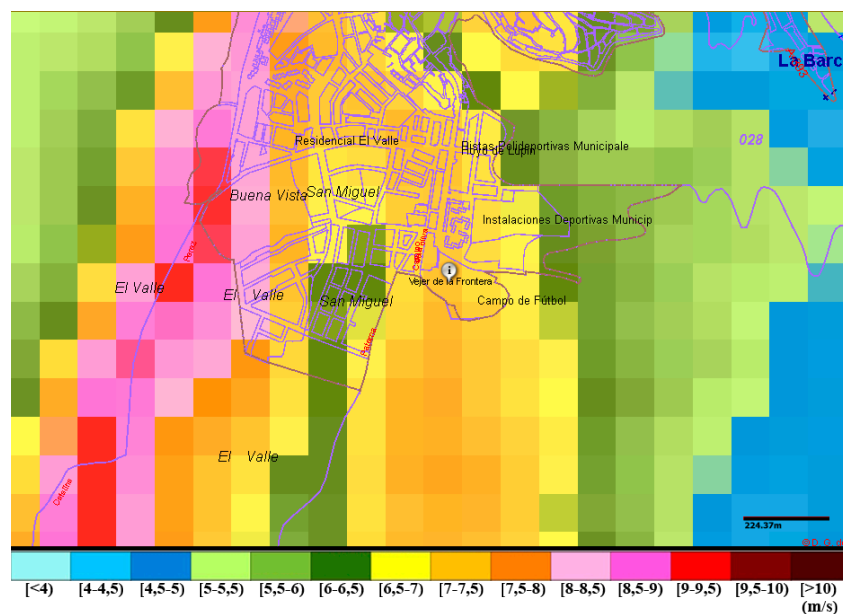 La Barc
A-393
028
Residencial El Valle
Pistas Polideportivas Municipale
Hoyo de Lupin
Buena Vista
San Miguel
Instalaciones Deportivas Municip
Perez
i
Vejer de la Frontera
El Valle
El Valle
San Miguel
Campo de Fútbol
Paterna
El Valle
224.37m
[<4)
[4-4,5)
[4,5-5)
[5-5,5)
[5,5-6)
[6-6,5)
[6,5-7)
[7-7,5)
[7,5-8)
[8-8,5)
[8,5-9)
[9-9,5)
[9,5-10)
[>10)
(m/s)